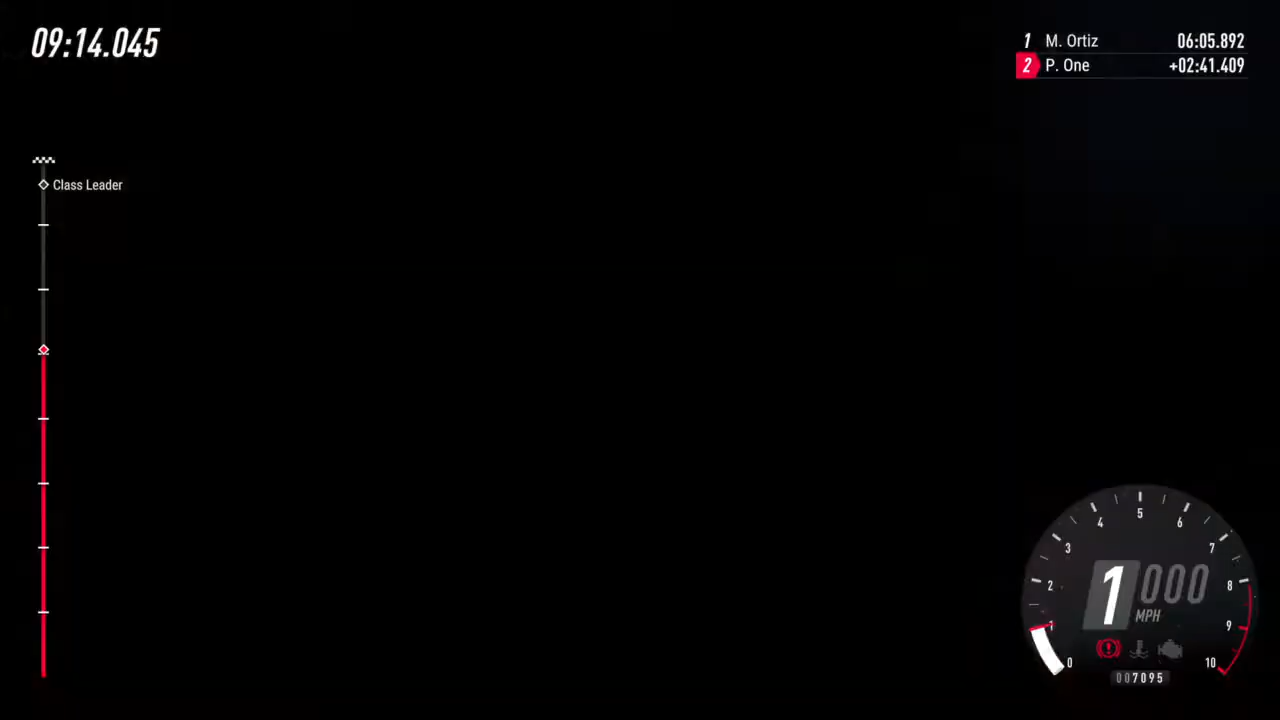 09:14.045
1 M. Ortiz 06:05.892
2 P. One +02:41.409
Class Leader
0 1 2 3 4 5 6 7 8 9 10
1 000
MPH
007095